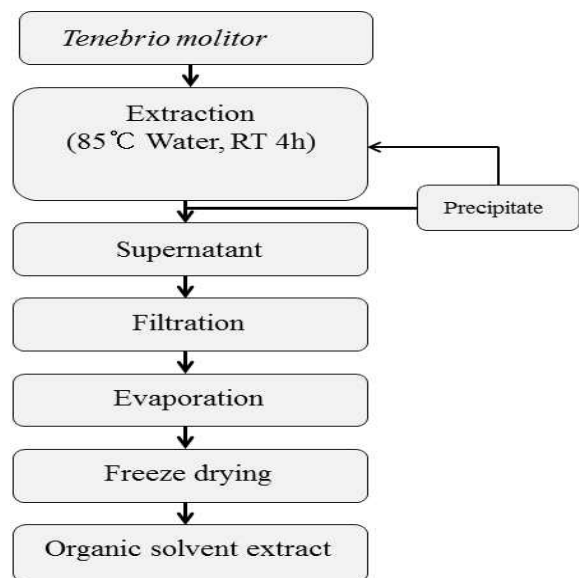 Tenebrio molitor
Extraction
(85℃ Water, RT 4h)
Precipitate
Supernatant
Filtration
Evaporation
Freeze drying
Organic solvent extract